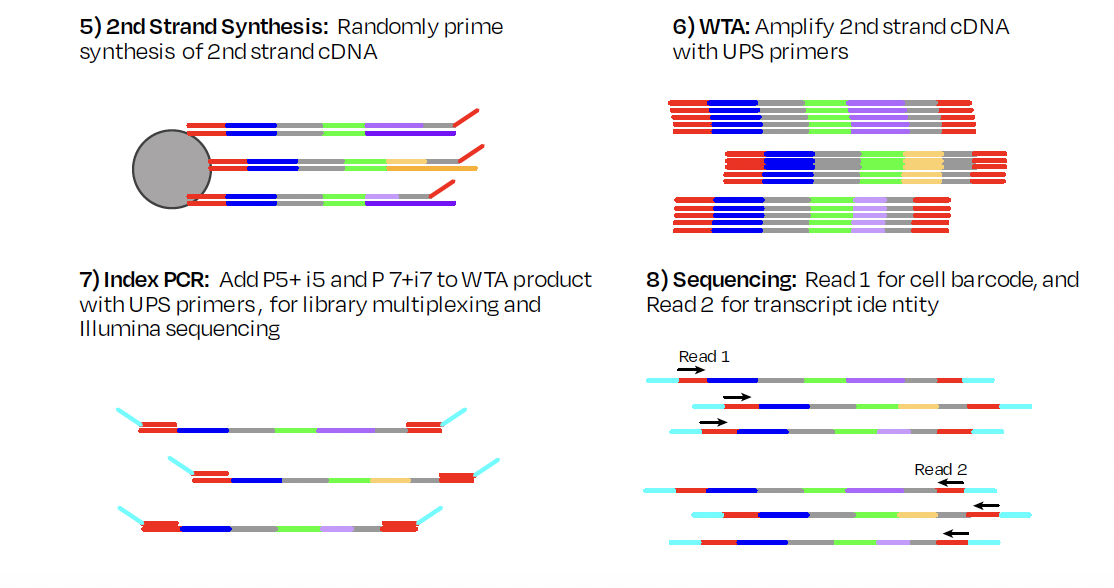 5) 2nd Strand Synthesis: Randomly prime
synthesis of 2nd strand cDNA
6) WTA: Amplify 2nd strand cDNA
with UPS primers
7) Index PCR: Add P5+ i5 and P 7+i7 to WTA product
with UPS primers, for library multiplexing and
Illumina sequencing
8) Sequencing: Read 1 for cell barcode, and
Read 2 for transcript ide ntity
Read 1
Read 2